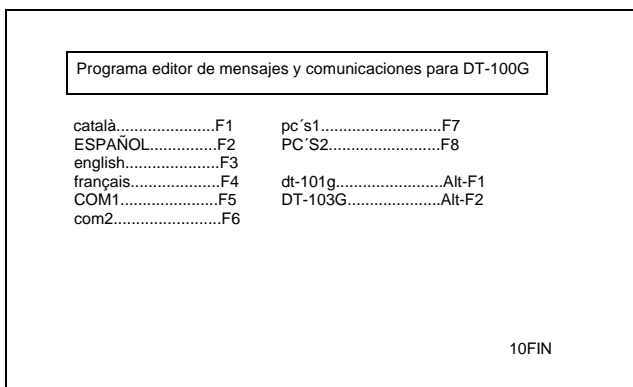 Programa editor de mensajes y comunicaciones para DT-100G
català......................F1
ESPAÑOL...............F2
english.....................F3
français....................F4
COM1......................F5
com2........................F6
pc´s1...........................F7
PC´S2.........................F8
dt-101g........................Alt-F1
DT-103G.....................Alt-F2
10FIN